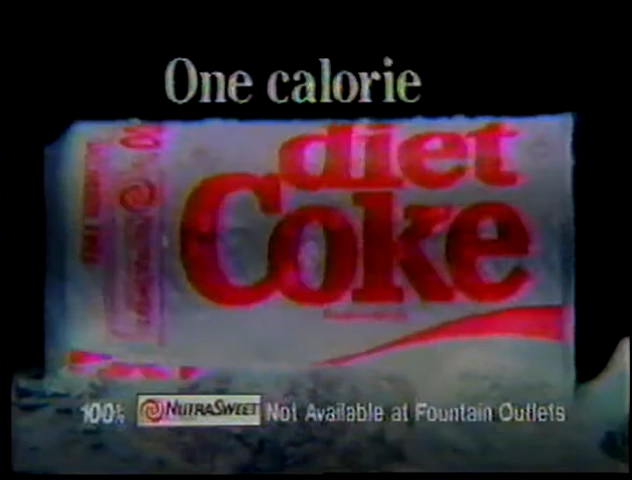 One calorie
diet
Coke
100% NUTRASWEET Not Available at Fountain Outlets